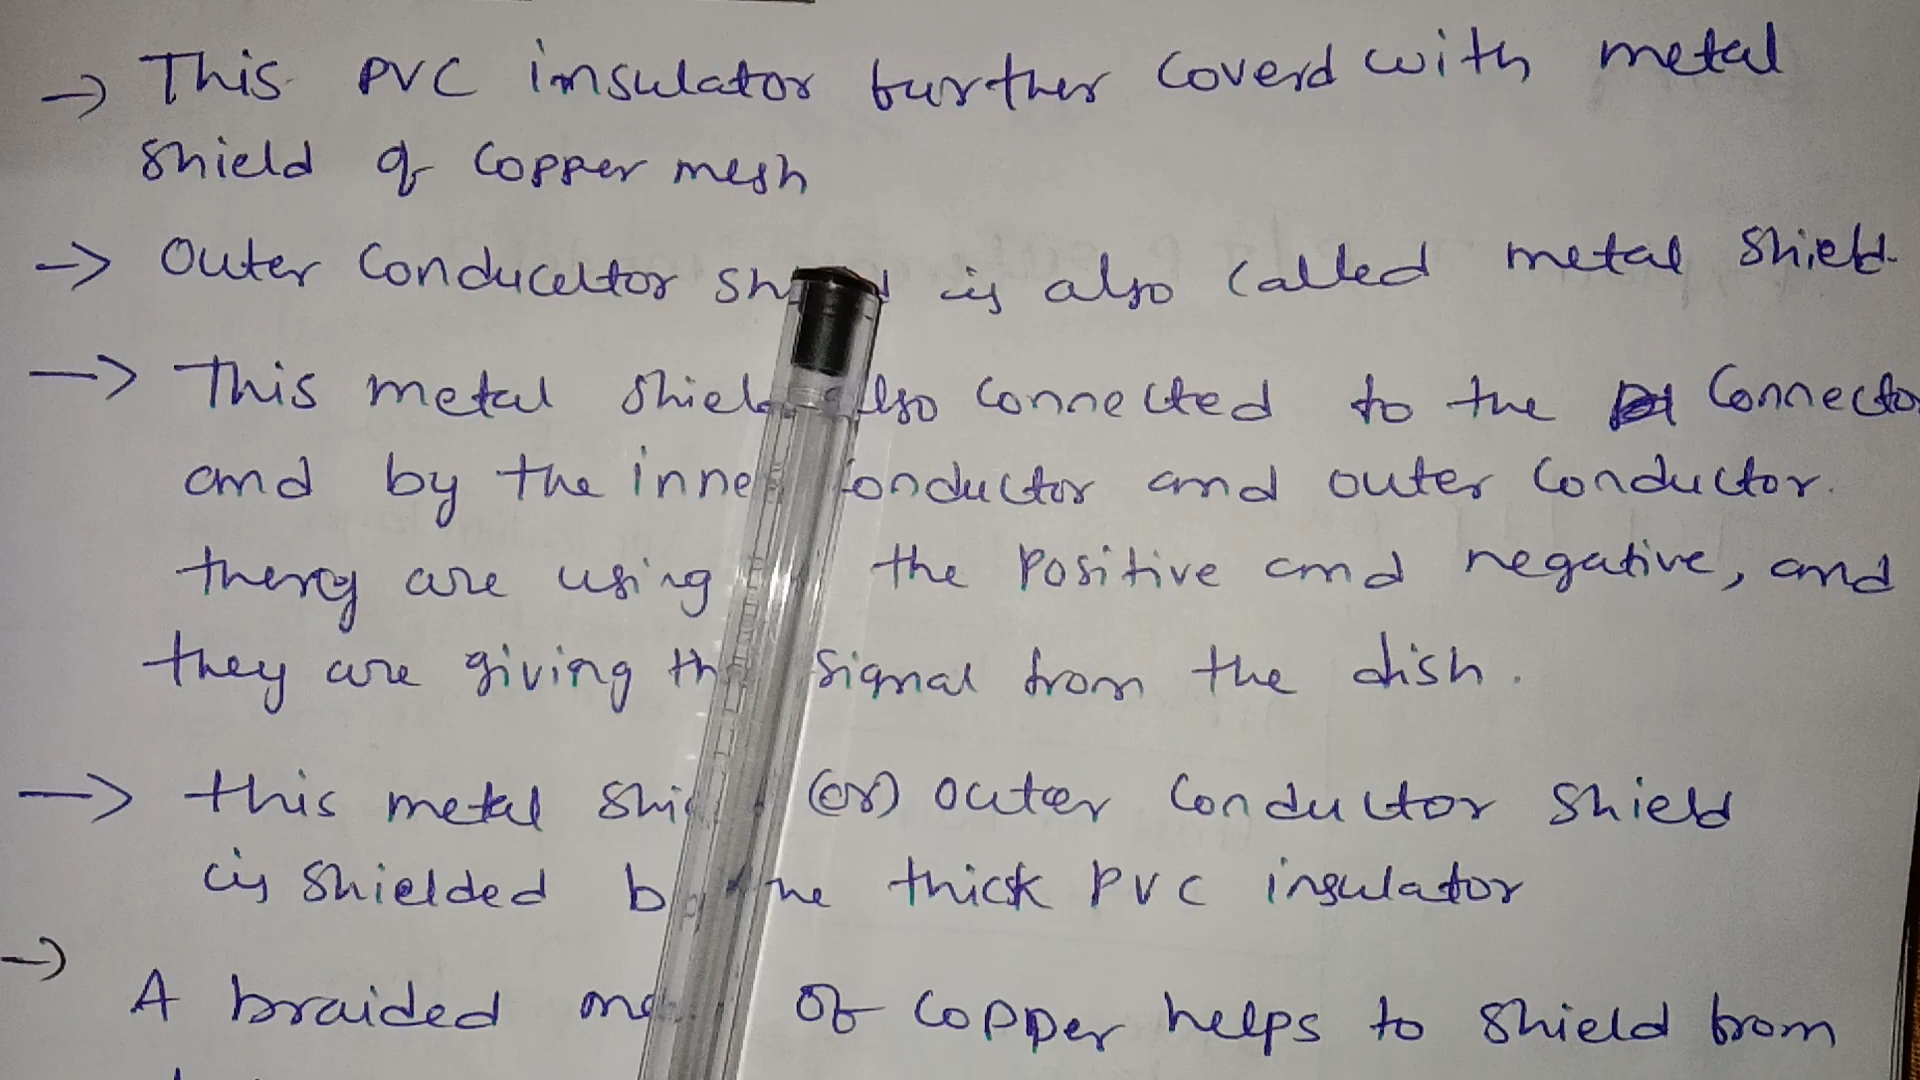 → This PVC insulator further coverd with metal
shield of copper mesh
→ Outer conduceltor is also called metal shield
→ This metal also connected to the connecto
and by the conductor and outer conductor.
therey are using the positive and negative, and
they are giving signal from the dish.
→ this metal (or) outer conductor shield
is shielded thick PVC insulator
→ A braided of copper helps to shield from